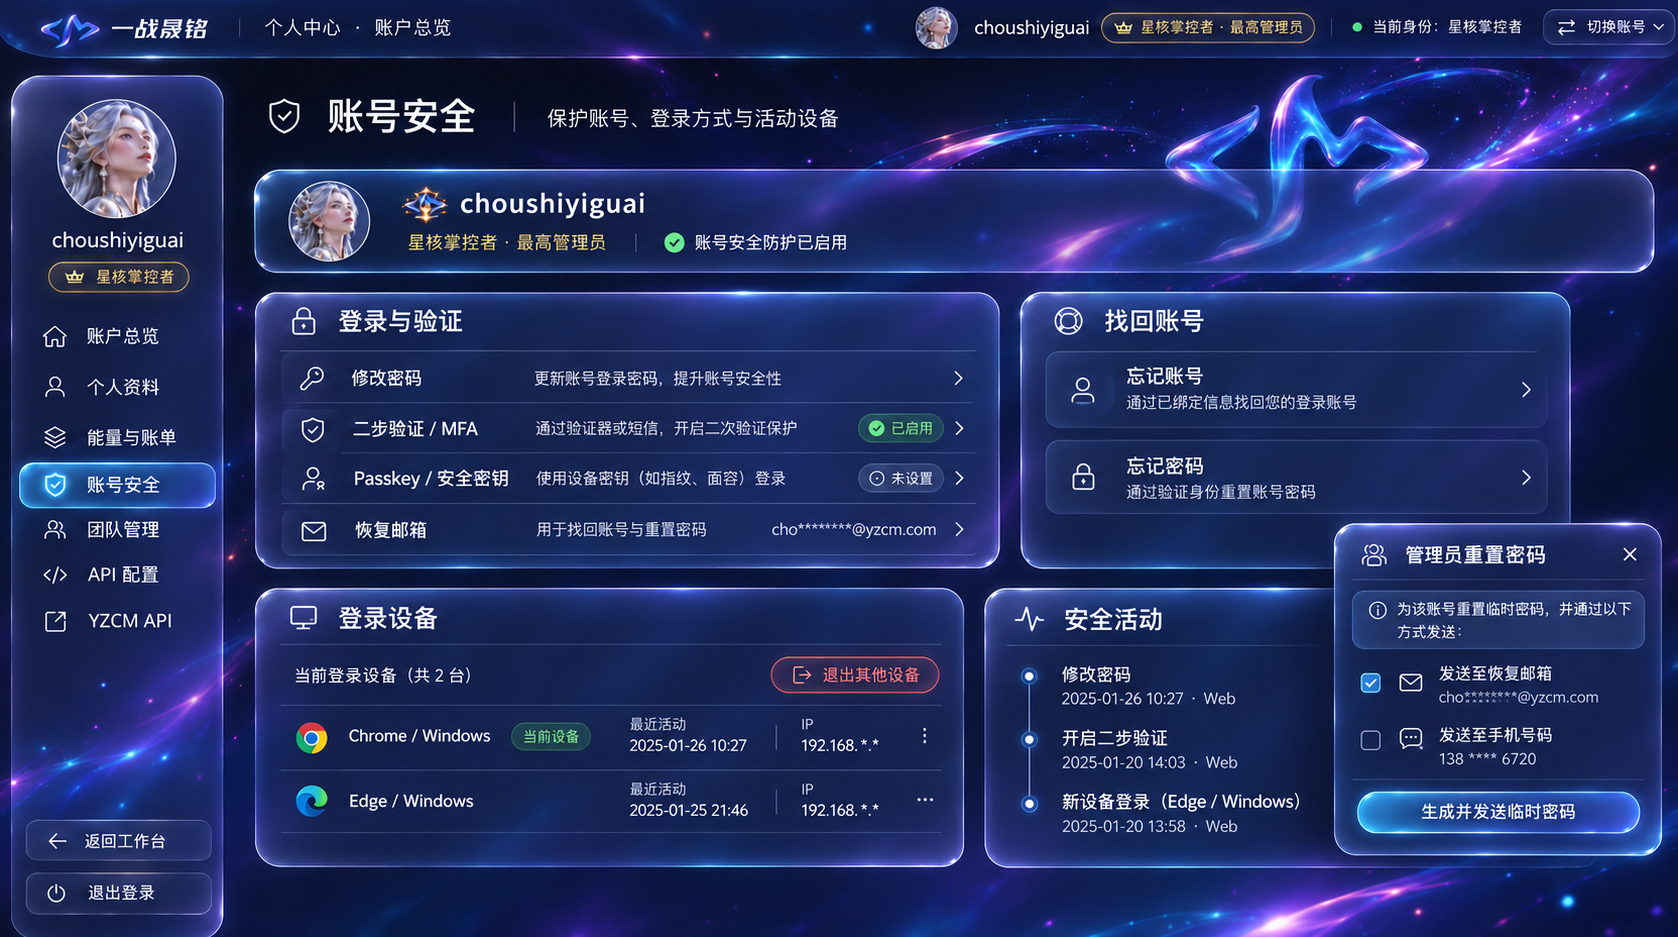 一战晟铭
个人中心 · 账户总览
choushiyiguai
星核掌控者 · 最高管理员
当前身份：星核掌控者
切换账号
choushiyiguai
星核掌控者
账户总览
个人资料
能量与账单
账号安全
团队管理
API 配置
YZCM API
返回工作台
退出登录
账号安全
保护账号、登录方式与活动设备
choushiyiguai
星核掌控者 · 最高管理员
账号安全防护已启用
登录与验证
修改密码 更新账号登录密码，提升账号安全性
二步验证 / MFA 通过验证器或短信，开启二次验证保护 已启用
Passkey / 安全密钥 使用设备密钥（如指纹、面容）登录 未设置
恢复邮箱 用于找回账号与重置密码 cho********@yzcm.com
找回账号
忘记账号
通过已绑定信息找回您的登录账号
忘记密码
通过验证身份重置账号密码
登录设备
当前登录设备（共 2 台）
退出其他设备
Chrome / Windows 当前设备
最近活动
2025-01-26 10:27
IP
192.168.*.*
Edge / Windows
最近活动
2025-01-25 21:46
IP
192.168.*.*
安全活动
修改密码
2025-01-26 10:27 · Web
开启二步验证
2025-01-20 14:03 · Web
新设备登录（Edge / Windows）
2025-01-20 13:58 · Web
管理员重置密码
为该账号重置临时密码，并通过以下
方式发送：
发送至恢复邮箱
cho********@yzcm.com
发送至手机号码
138 **** 6720
生成并发送临时密码